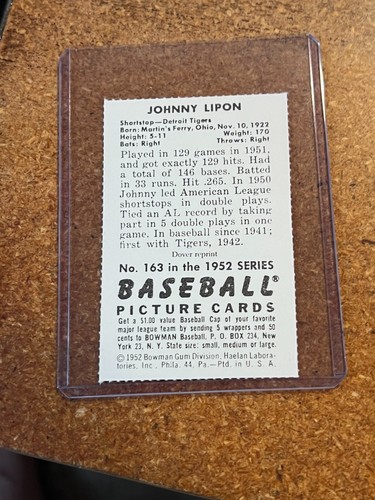 JOHNNY LIPON
Shortstop—Detroit Tigers
Born: Martin's Ferry, Ohio, Nov. 10, 1922
Height: 5-11 Weight: 170
Bats: Right Throws: Right
Played in 129 games in 1951,
and got exactly 129 hits. Had
a total of 146 bases. Batted
in 33 runs. Hit .265. In 1950
Johnny led American League
shortstops in double plays.
Tied an AL record by taking
part in 5 double plays in one
game. In baseball since 1941;
first with Tigers, 1942.
Dover reprint
No. 163 in the 1952 SERIES
BASEBALL®
PICTURE CARDS
Get a $1.00 value Baseball Cap of your favorite
major league team by sending 5 wrappers and 50
cents to BOWMAN Baseball, P. O. BOX 234, New
York 23, N. Y. State size: small, medium or large.
©1952 Bowman Gum Division, Haelan Labora-
tories, Inc., Phila. 44, Pa.—Ptd. in U. S. A.